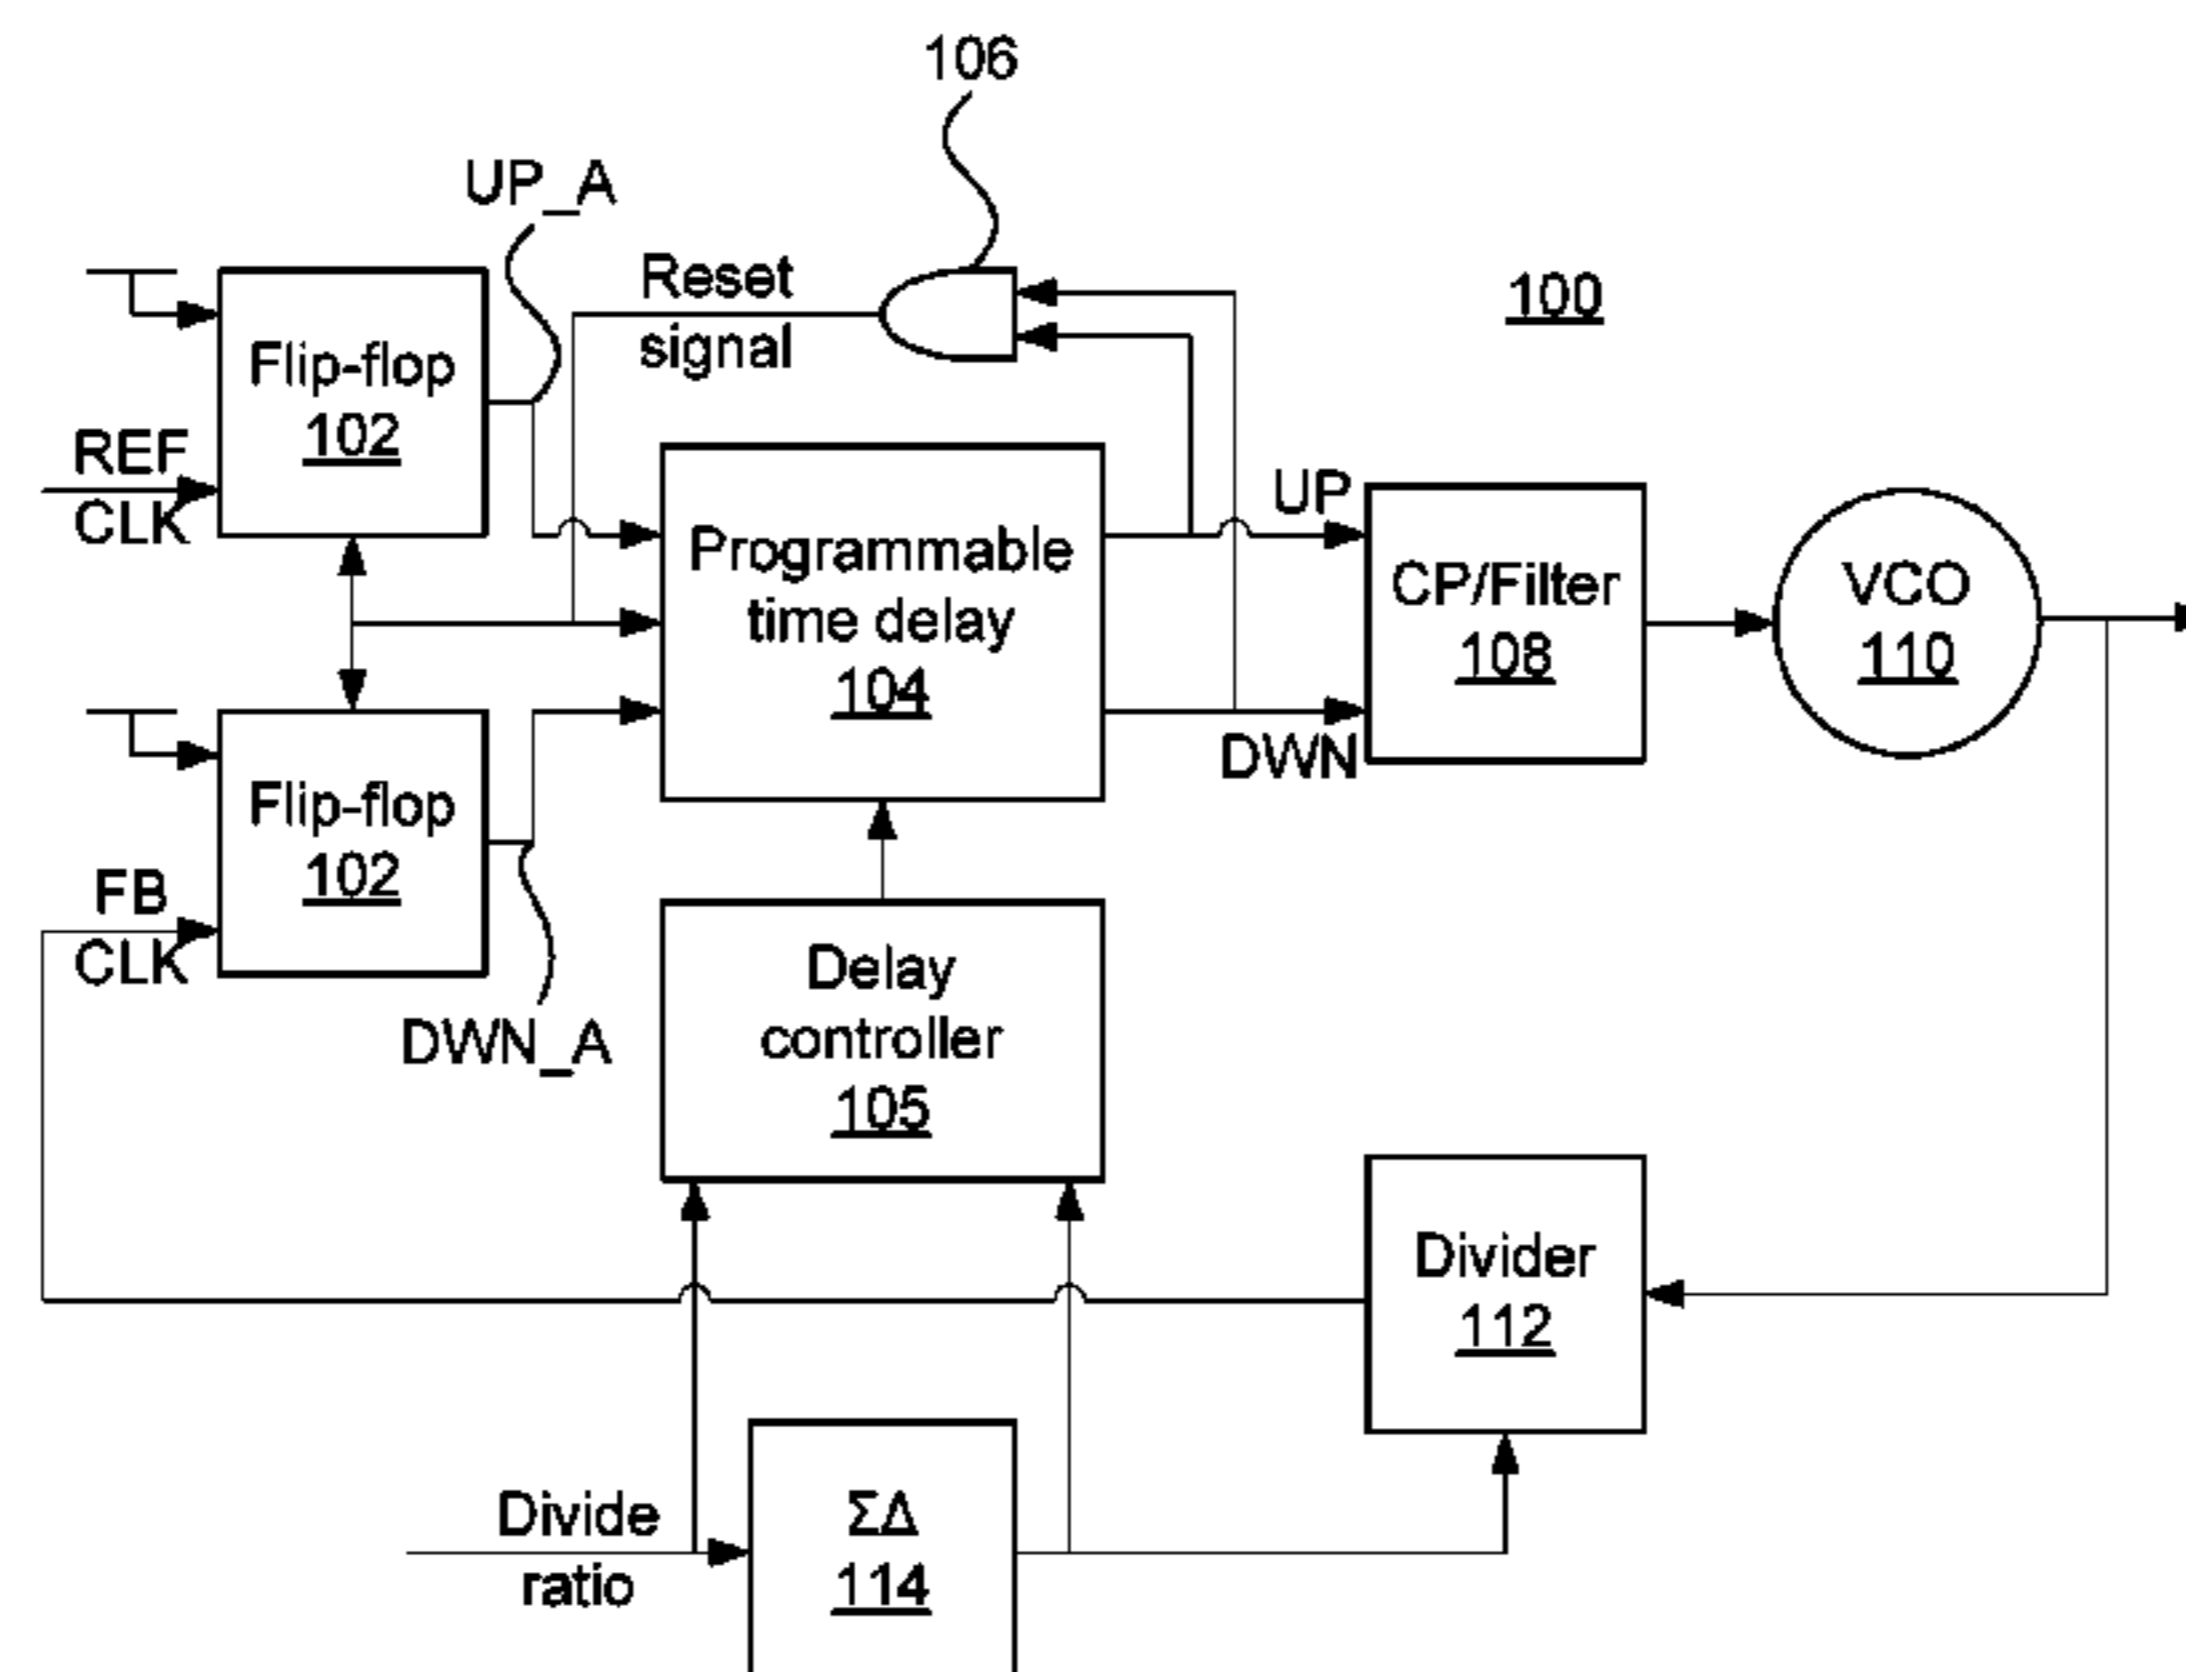 106
UP_A
Reset
signal
100
Flip-flop
102
REF
CLK
UP
Programmable
time delay
104
CP/Filter
108
VCO
110
DWN
Flip-flop
102
FB
CLK
DWN_A
Delay
controller
105
Divider
112
Divide
ratio
ΣΔ
114